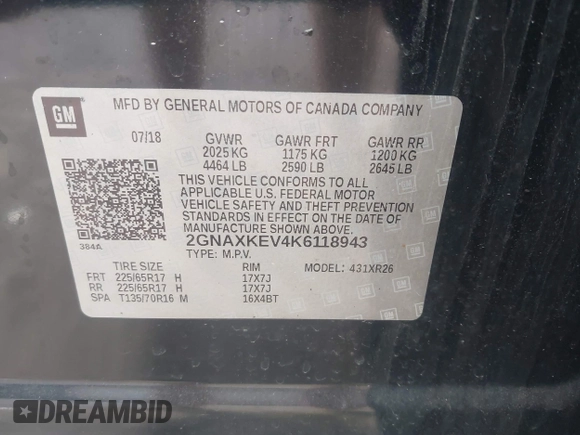 GM
MFD BY GENERAL MOTORS OF CANADA COMPANY
07/18 GVWR GAWR FRT GAWR RR
2025 KG 1175 KG 1200 KG
4464 LB 2590 LB 2645 LB
THIS VEHICLE CONFORMS TO ALL
APPLICABLE U.S. FEDERAL MOTOR
VEHICLE SAFETY AND THEFT PREVENTION
STANDARDS IN EFFECT ON THE DATE OF
MANUFACTURE SHOWN ABOVE.
384A 2GNAXKEV4K6118943
TYPE: M.P.V.
TIRE SIZE RIM MODEL: 431XR26
FRT 225/65R17 H 17X7J
RR 225/65R17 H 17X7J
SPA T135/70R16 M 16X4BT
DREAMBID